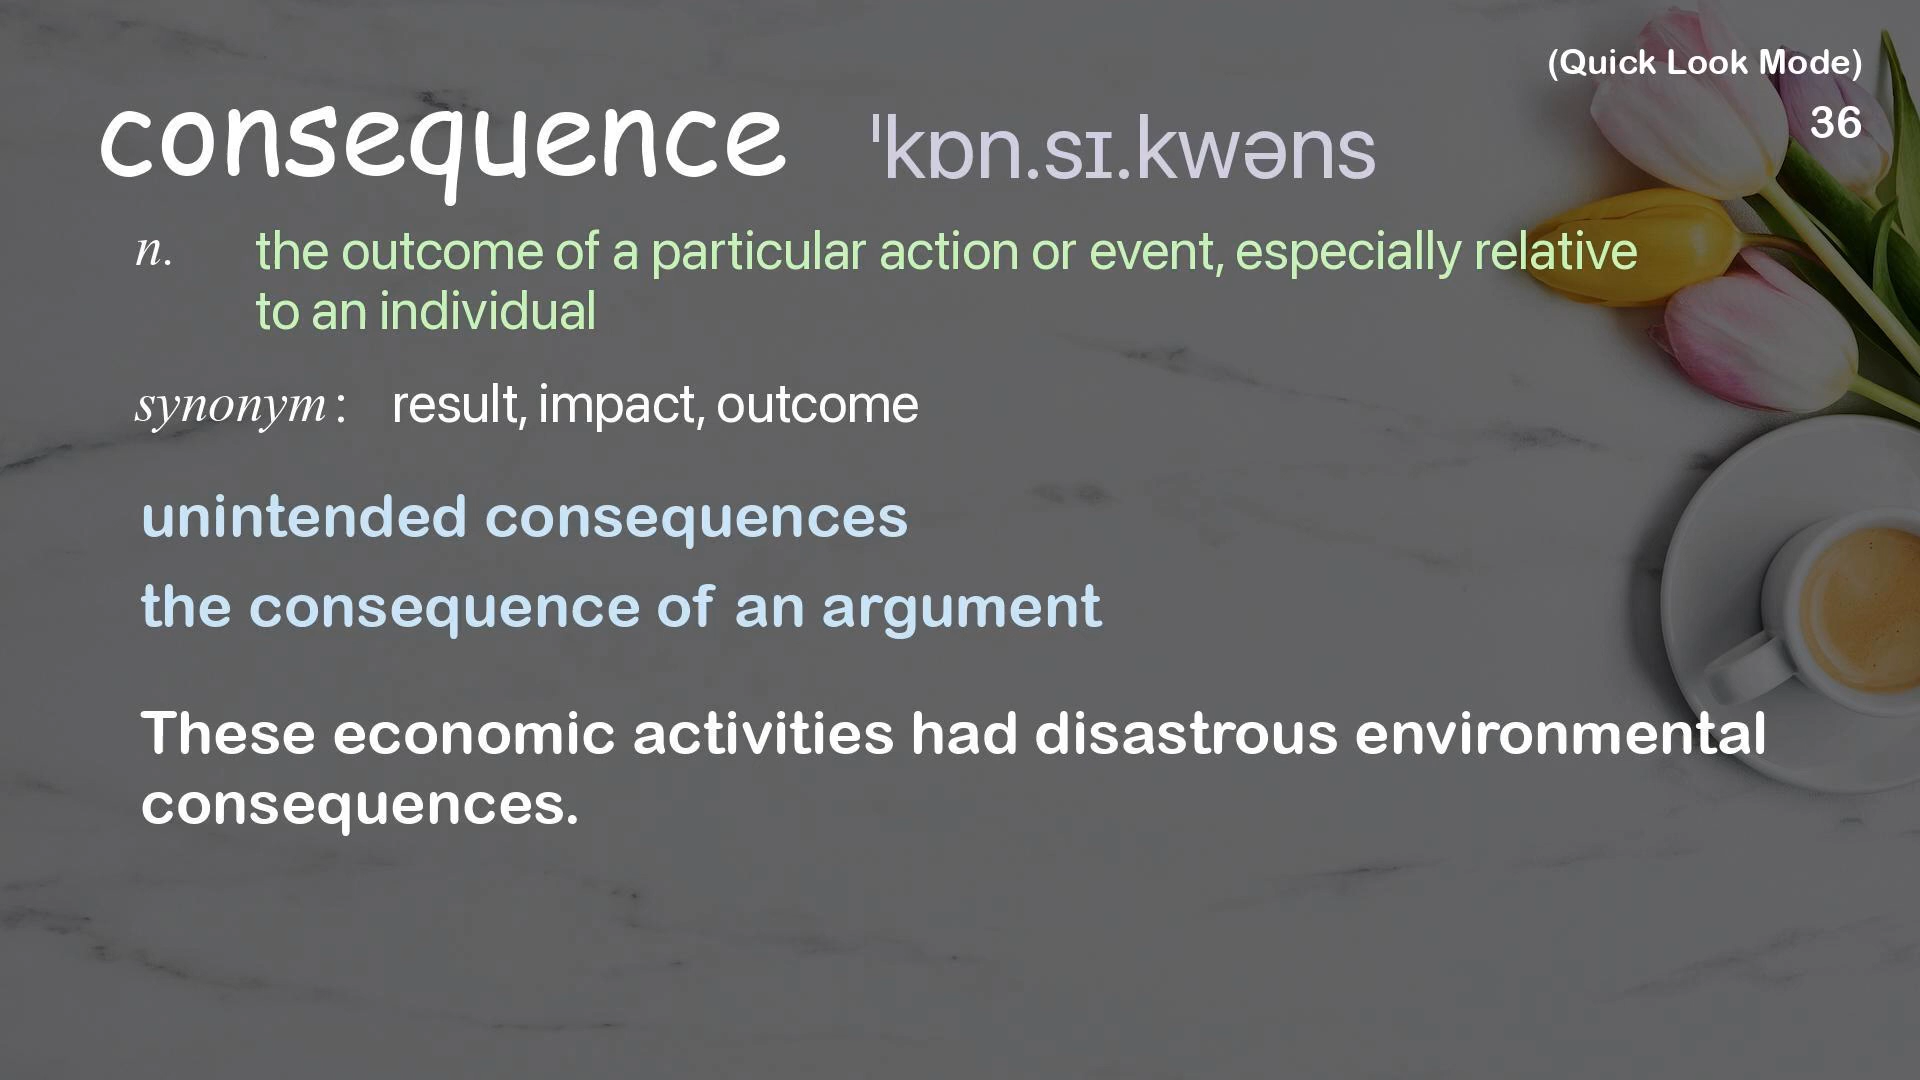 (Quick Look Mode)
36
consequence ˈkɒn.sɪ.kwəns
n. the outcome of a particular action or event, especially relative
to an individual
synonym: result, impact, outcome
unintended consequences
the consequence of an argument
These economic activities had disastrous environmental
consequences.